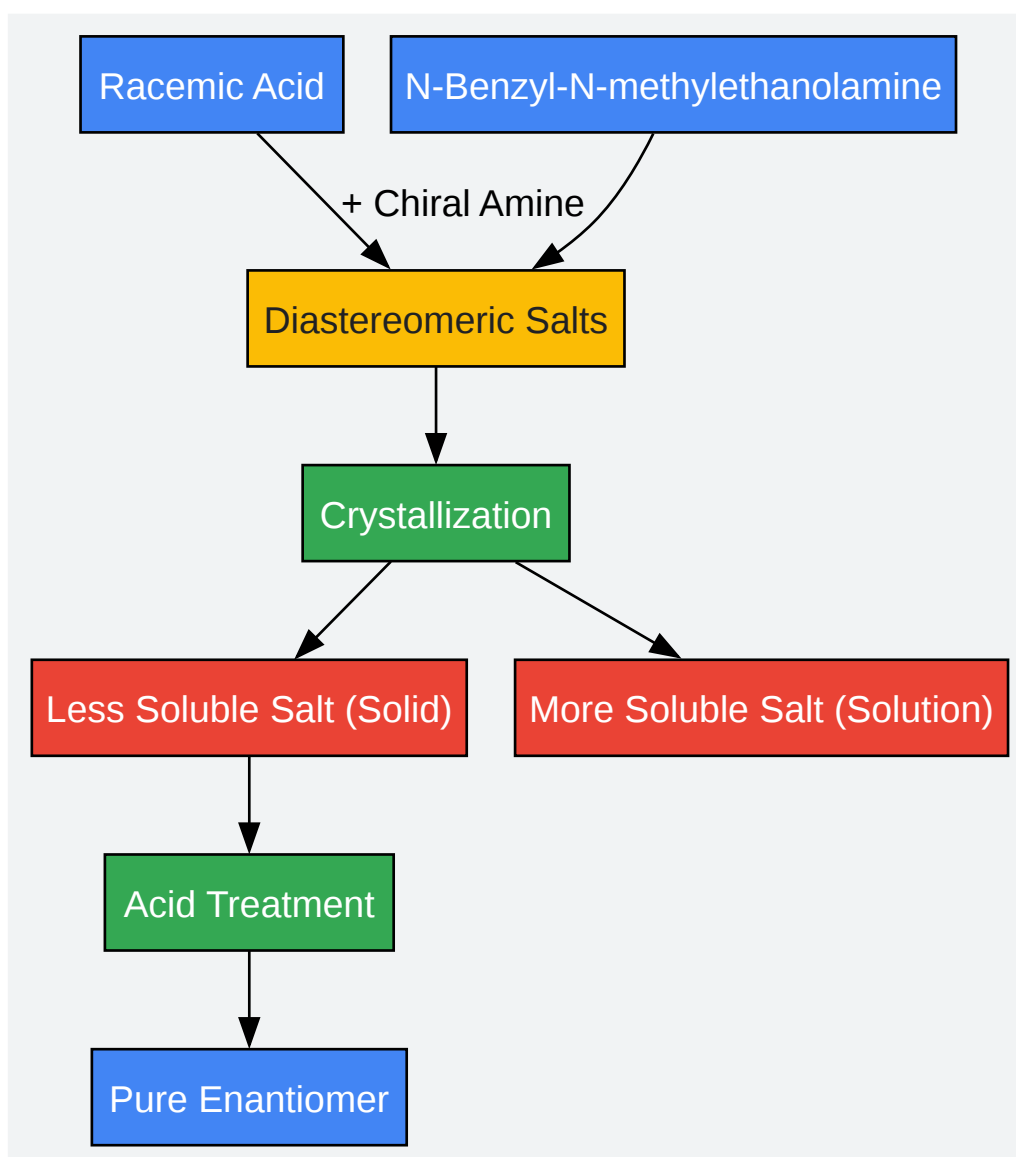 Racemic Acid
N-Benzyl-N-methylethanolamine
+ Chiral Amine
Diastereomeric Salts
Crystallization
Less Soluble Salt (Solid)
More Soluble Salt (Solution)
Acid Treatment
Pure Enantiomer